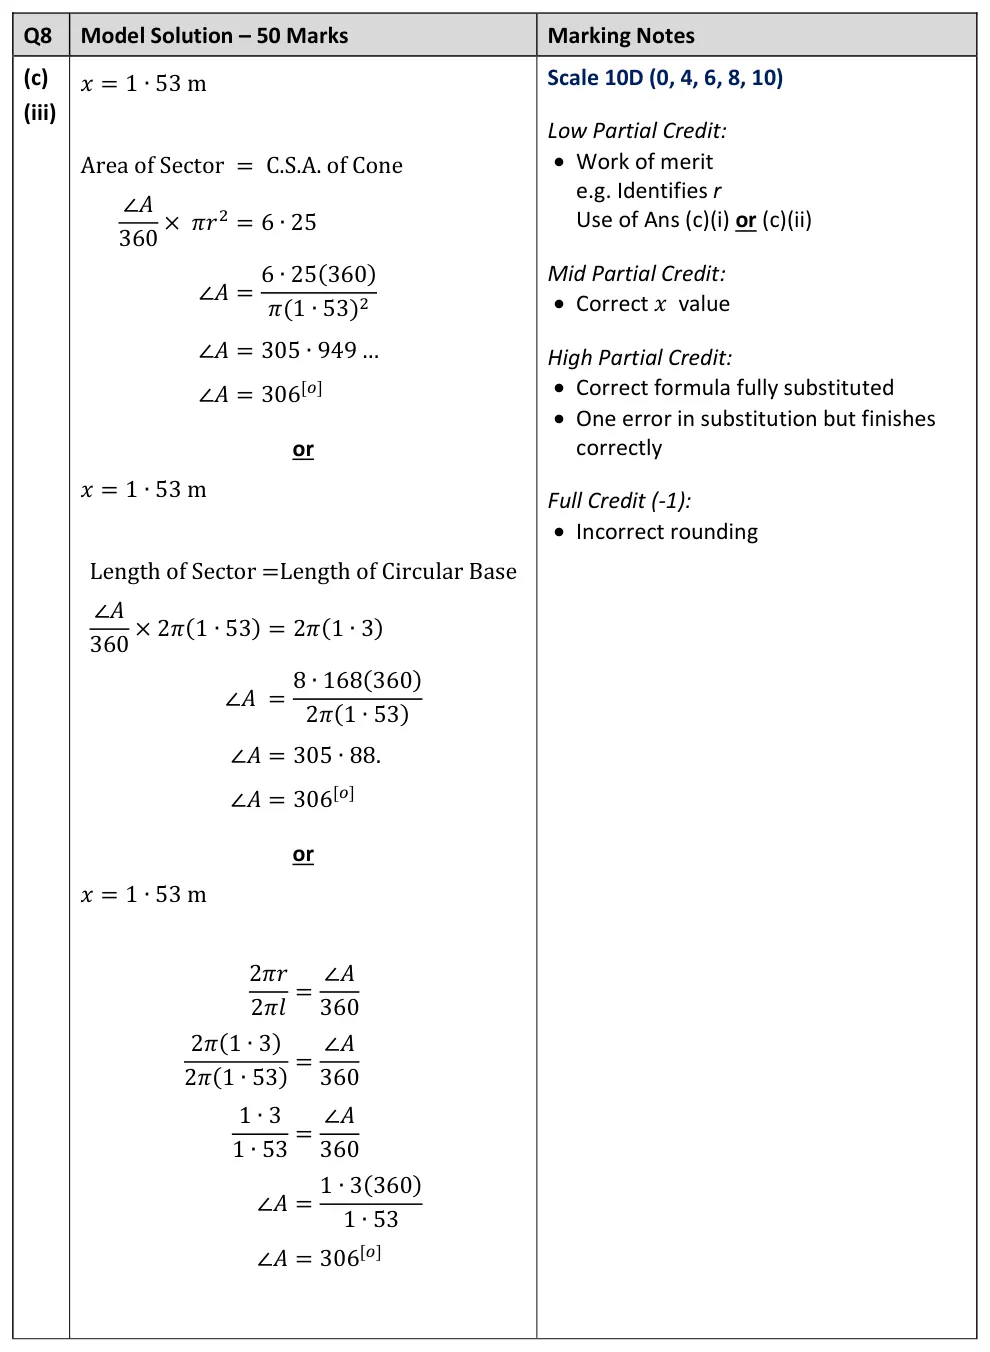 Q8 Model Solution – 50 Marks Marking Notes
(c)
(iii)
x = 1 · 53 m
Area of Sector = C.S.A. of Cone
∠A/360 × πr² = 6 · 25
∠A = 6 · 25(360)/π(1 · 53)²
∠A = 305 · 949 …
∠A = 306[o]
or
x = 1 · 53 m
Length of Sector =Length of Circular Base
∠A/360 × 2π(1 · 53) = 2π(1 · 3)
∠A = 8 · 168(360)/2π(1 · 53)
∠A = 305 · 88.
∠A = 306[o]
or
x = 1 · 53 m
2πr/2πl = ∠A/360
2π(1 · 3)/2π(1 · 53) = ∠A/360
1 · 3/1 · 53 = ∠A/360
∠A = 1 · 3(360)/1 · 53
∠A = 306[o]
Scale 10D (0, 4, 6, 8, 10)
Low Partial Credit:
• Work of merit
e.g. Identifies r
Use of Ans (c)(i) or (c)(ii)
Mid Partial Credit:
• Correct x value
High Partial Credit:
• Correct formula fully substituted
• One error in substitution but finishes
correctly
Full Credit (-1):
• Incorrect rounding